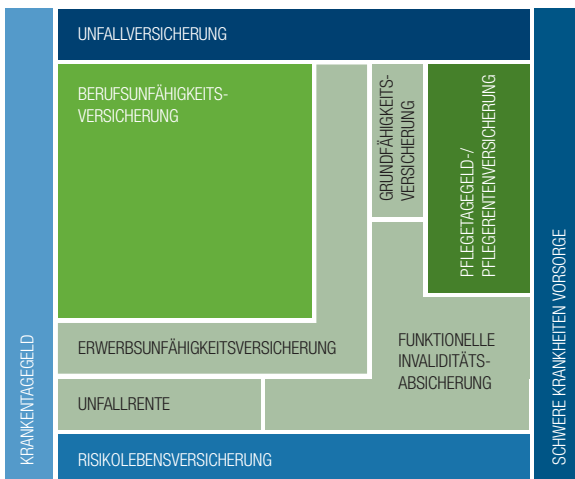 UNFALLVERSICHERUNG
BERUFSUNFÄHIGKEITS-
VERSICHERUNG
GRUNDFÄHIGKEITS-
VERSICHERUNG
PFLEGETAGEGELD-/
PFLEGERENTENVERSICHERUNG
KRANKENTAGEGELD
ERWERBSUNFÄHIGKEITSVERSICHERUNG
FUNKTIONELLE
INVALIDITÄTS-
ABSICHERUNG
UNFALLRENTE
SCHWERE KRANKHEITEN VORSORGE
RISIKOLEBENSVERSICHERUNG